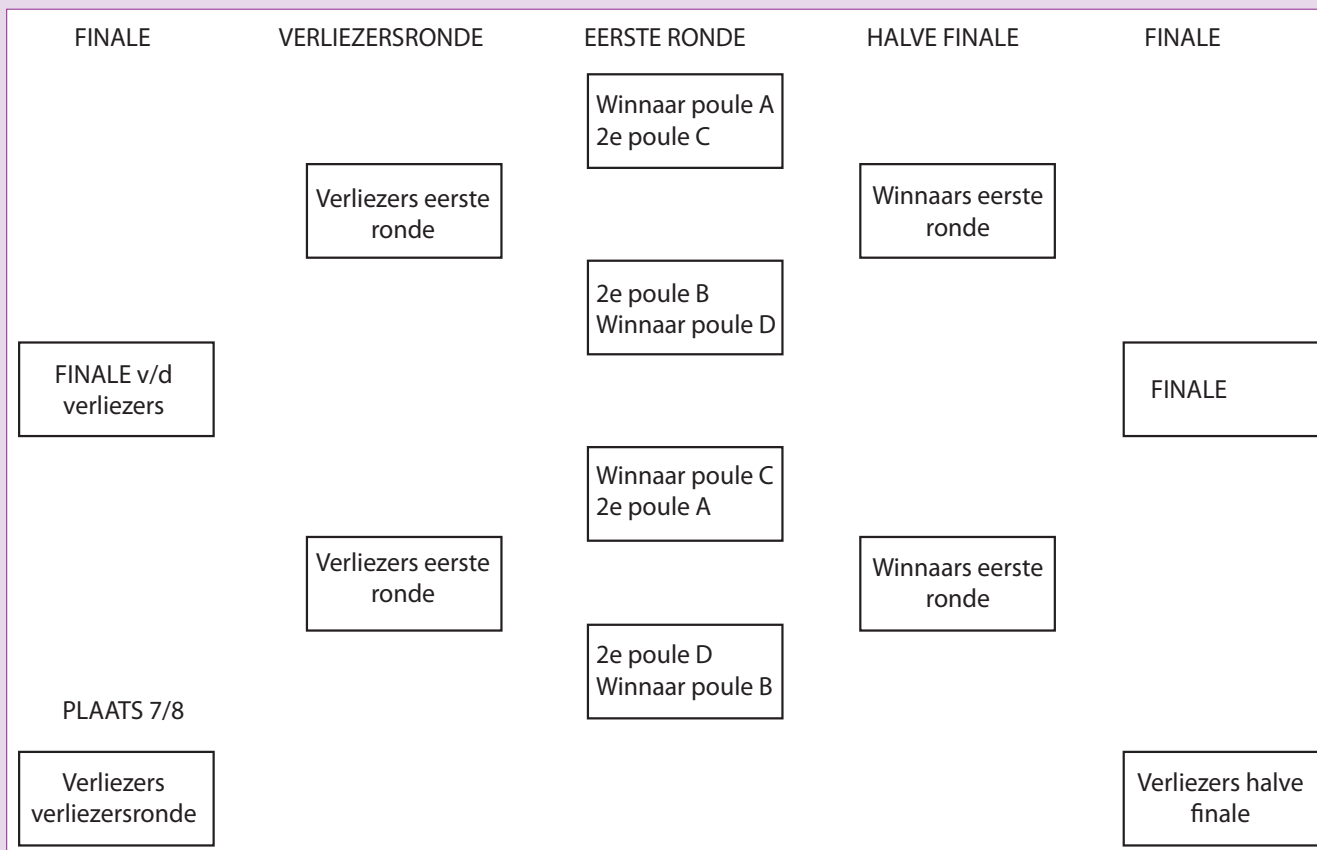 FINALE
VERLIEZERSRONDE
EERSTE RONDE
HALVE FINALE
FINALE
Winnaar poule A
2e poule C
Verliezers eerste
ronde
Winnaars eerste
ronde
2e poule B
Winnaar poule D
FINALE v/d
verliezers
FINALE
Winnaar poule C
2e poule A
Verliezers eerste
ronde
Winnaars eerste
ronde
2e poule D
Winnaar poule B
PLAATS 7/8
Verliezers
verliezersronde
Verliezers halve
finale